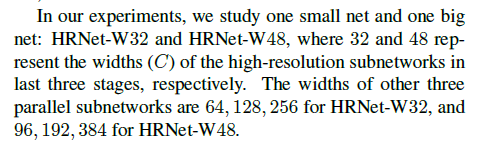 In our experiments, we study one small net and one big
net: HRNet-W32 and HRNet-W48, where 32 and 48 rep-
resent the widths (C) of the high-resolution subnetworks in
last three stages, respectively. The widths of other three
parallel subnetworks are 64, 128, 256 for HRNet-W32, and
96, 192, 384 for HRNet-W48.